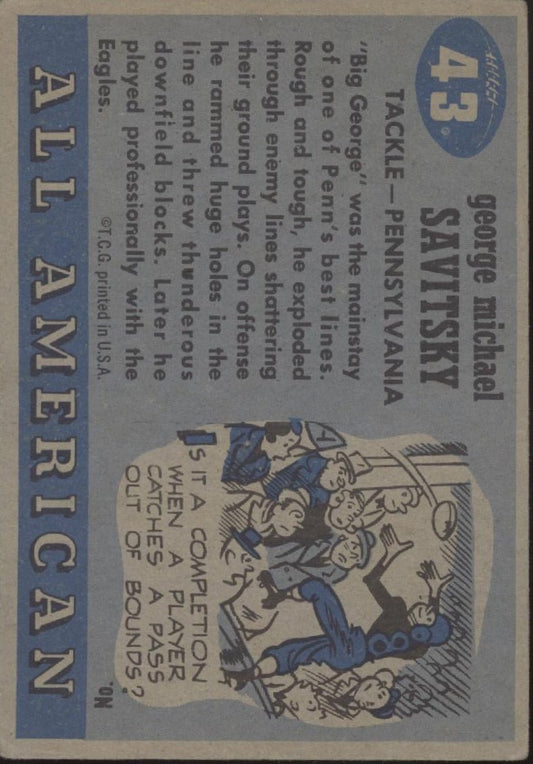 43
george michael
SAVITSKY
TACKLE — PENNSYLVANIA
"Big George" was the mainstay
of one of Penn's best lines.
Rough and tough, he exploded
through enemy lines shattering
their ground plays. On offense
he rammed huge holes in the
line and threw thunderous
downfield blocks. Later he
played professionally with the
Eagles.
©T.C.G. printed in U.S.A.
IS IT A COMPLETION
WHEN A PLAYER
CATCHES A PASS
OUT OF BOUNDS?
No.
ALL AMERICAN